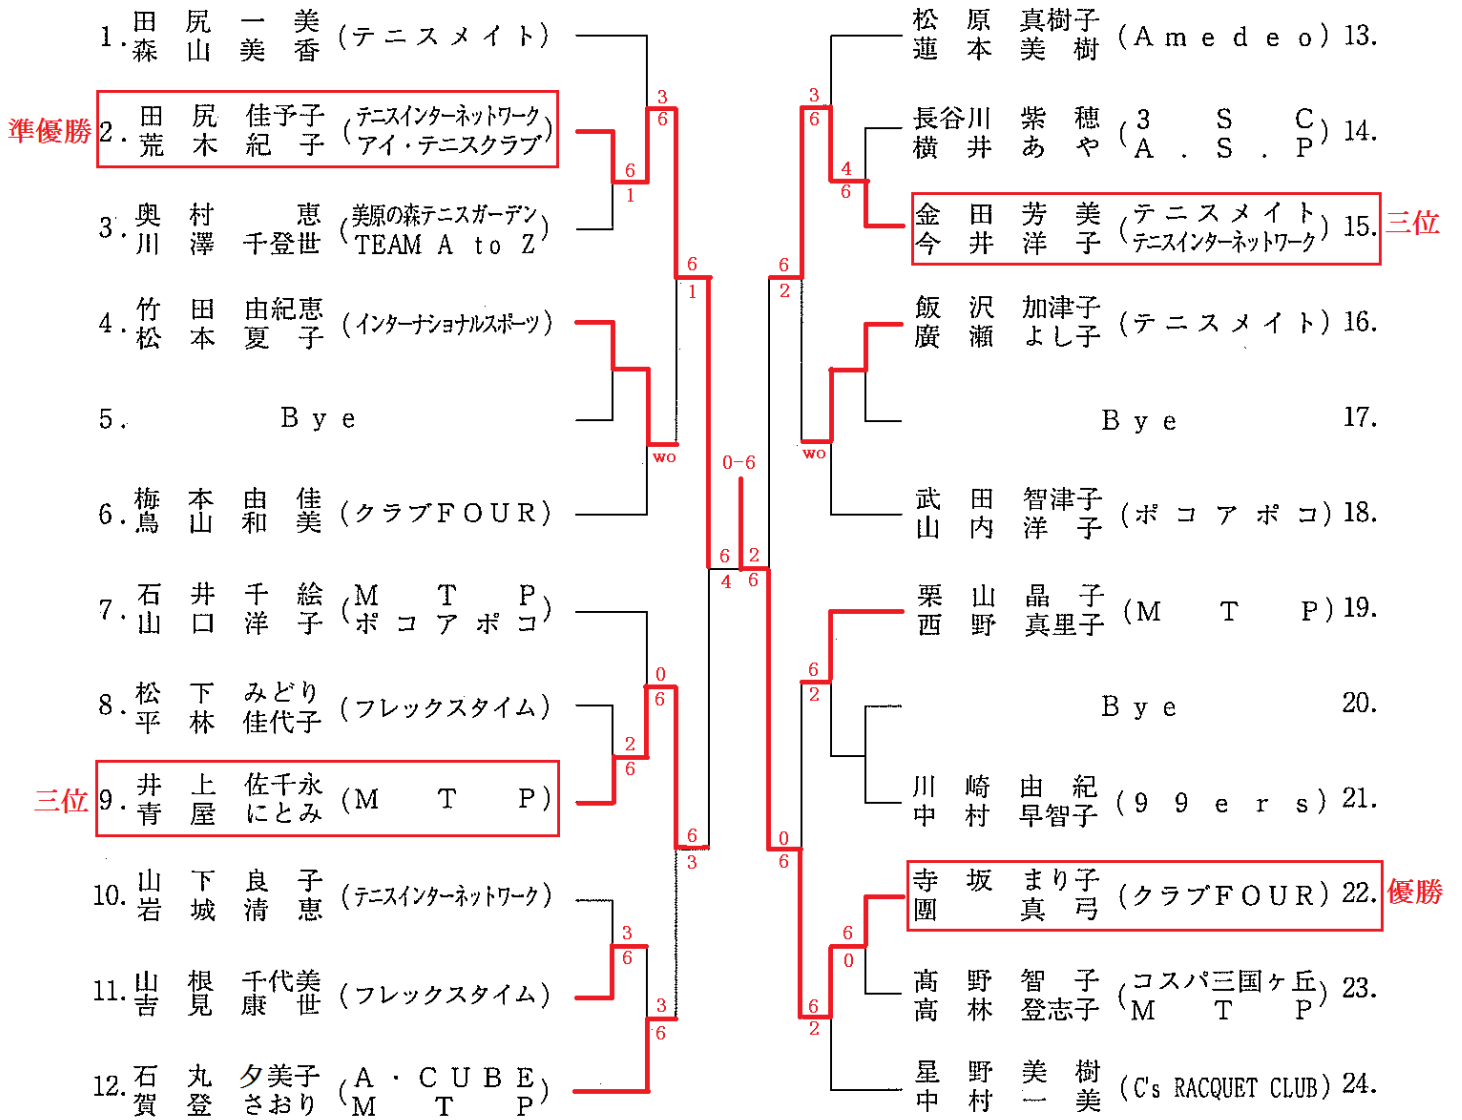 1. 田尻一美 (テニスメイト)
森山美香
3
6
準優勝
2. 田尻佳予子 (テニスインターネットワーク
荒木紀子 アイ・テニスクラブ)
6
1
3. 奥村恵 (美原の森テニスガーデン
川澤千登世 TEAM A to Z)
6
1
4. 竹田由紀恵 (インターナショナルスポーツ)
松本夏子
5. Bye
wo
6. 梅本由佳 (クラブFOUR)
鳥山和美
0-6
6
4
2
6
7. 石井千絵 (MTP
山口洋子 ポコアポコ)
0
6
8. 松下みどり (フレックスタイム)
平林佳代子
2
6
三位
9. 井上佐千永 (MTP)
青屋にとみ
6
3
10. 山下良子 (テニスインターネットワーク)
岩城清恵
3
6
11. 山根千代美 (フレックスタイム)
吉見康世
3
6
12. 石丸夕美子 (A・CUBE
賀登さおり MTP)
松原真樹子 (Amedeo) 13.
蓮本美樹
3
6
長谷川紫穂 (3SC 14.
横井あや A.S.P)
4
6
金田芳美 (テニスメイト 15.
今井洋子 テニスインターネットワーク)
三位
6
2
飯沢加津子 (テニスメイト) 16.
廣瀬よし子
Bye 17.
wo
武田智津子 (ポコアポコ) 18.
山内洋子
栗山晶子 (MTP) 19.
西野真里子
6
2
Bye 20.
川崎由紀 (99ers) 21.
中村早智子
0
6
寺坂まり子 (クラブFOUR) 22.
團真弓
優勝
6
0
髙野智子 (コスパ三国ヶ丘 23.
高林登志子 MTP)
6
2
星野美樹 (C's RACQUET CLUB) 24.
中村一美